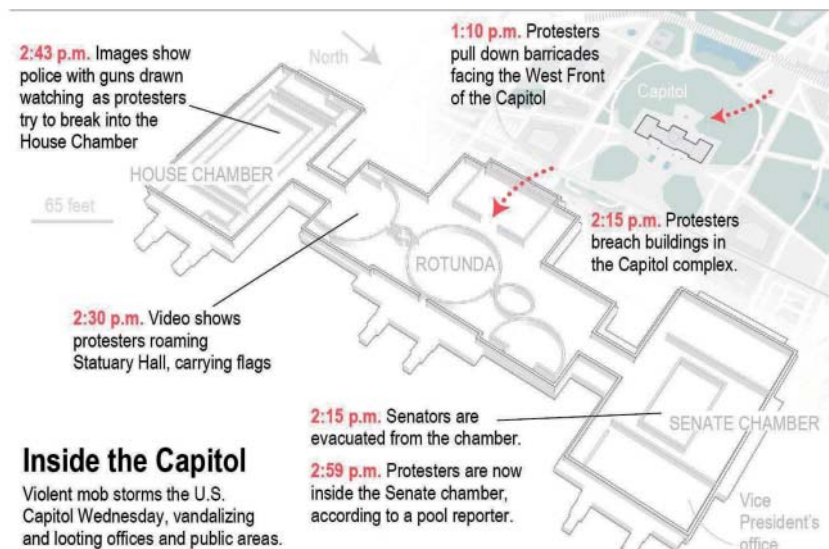 2:43 p.m. Images show
police with guns drawn
watching as protesters
try to break into the
House Chamber
North
1:10 p.m. Protesters
pull down barricades
facing the West Front
of the Capitol
Capitol
HOUSE CHAMBER
65 feet
2:15 p.m. Protesters
breach buildings in
the Capitol complex.
ROTUNDA
2:30 p.m. Video shows
protesters roaming
Statuary Hall, carrying flags
2:15 p.m. Senators are
evacuated from the chamber.
SENATE CHAMBER
2:59 p.m. Protesters are now
inside the Senate chamber,
according to a pool reporter.
Vice
President's
office
Inside the Capitol
Violent mob storms the U.S.
Capitol Wednesday, vandalizing
and looting offices and public areas.